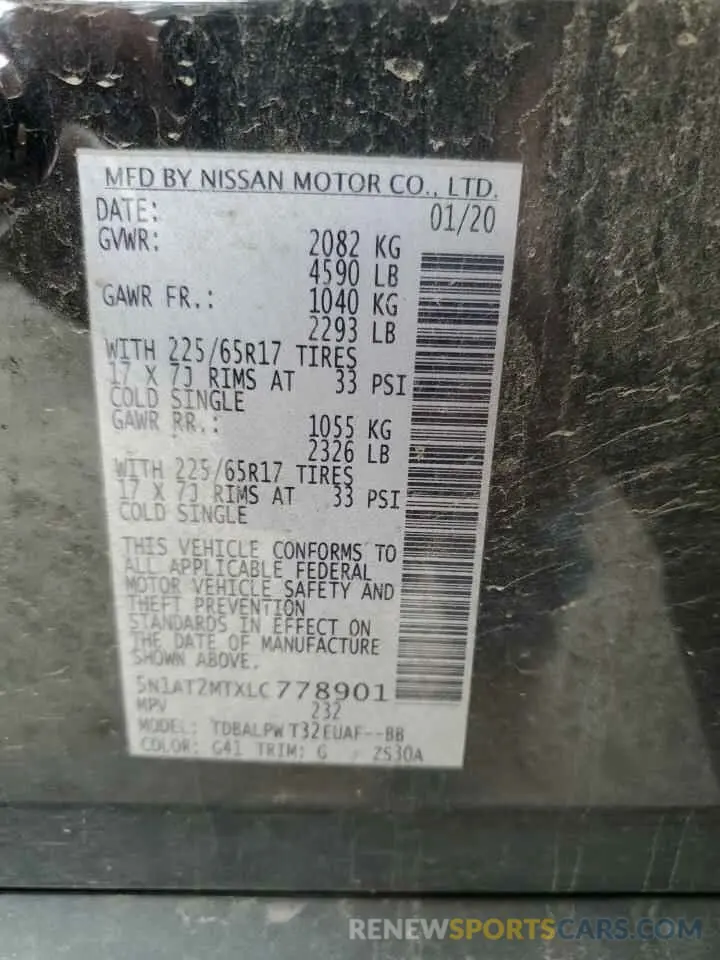 MFD BY NISSAN MOTOR CO., LTD.
DATE: 01/20
GVWR: 2082 KG
4590 LB
GAWR FR.: 1040 KG
2293 LB
WITH 225/65R17 TIRES
17 X 7J RIMS AT 33 PSI
COLD SINGLE
GAWR RR.: 1055 KG
2326 LB
WITH 225/65R17 TIRES
17 X 7J RIMS AT 33 PSI
COLD SINGLE
THIS VEHICLE CONFORMS TO
ALL APPLICABLE FEDERAL
MOTOR VEHICLE SAFETY AND
THEFT PREVENTION
STANDARDS IN EFFECT ON
THE DATE OF MANUFACTURE
SHOWN ABOVE.
5N1AT2MTXLC778901
MPV 232
MODEL: TDBALPW T32EUAF--BB
COLOR: G41 TRIM: G 2S30A
RENEWSPORTSCARS.COM